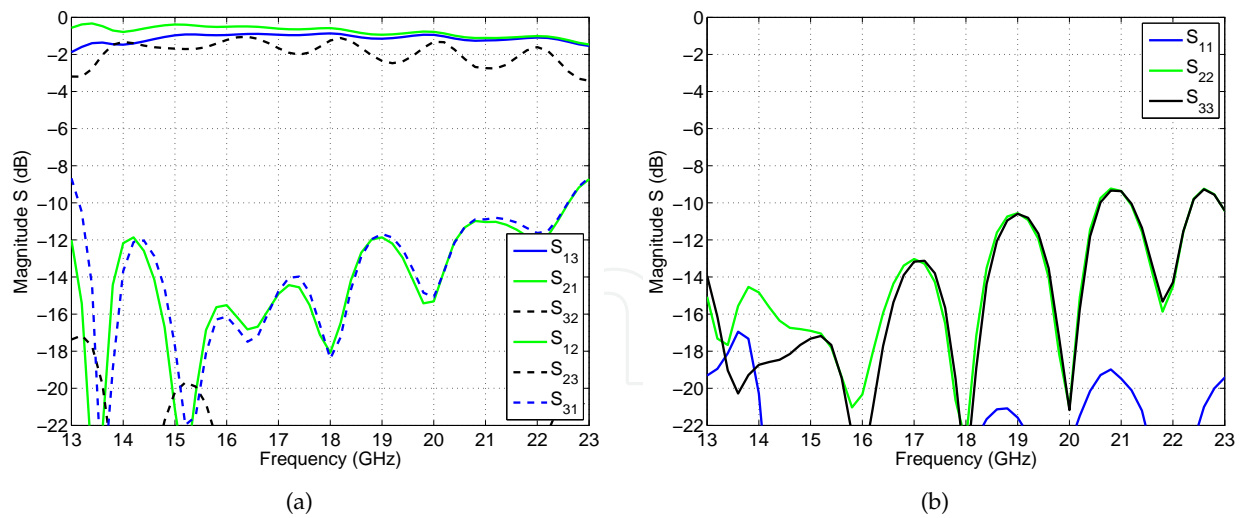 0
−2
−4
−6
−8
−10
−12
−14
−16
−18
−20
−22
13 14 15 16 17 18 19 20 21 22 23
Frequency (GHz)
Magnitude S (dB)
S13
S21
S32
S12
S23
S31
(a)
0
−2
−4
−6
−8
−10
−12
−14
−16
−18
−20
−22
13 14 15 16 17 18 19 20 21 22 23
Frequency (GHz)
Magnitude S (dB)
S11
S22
S33
(b)